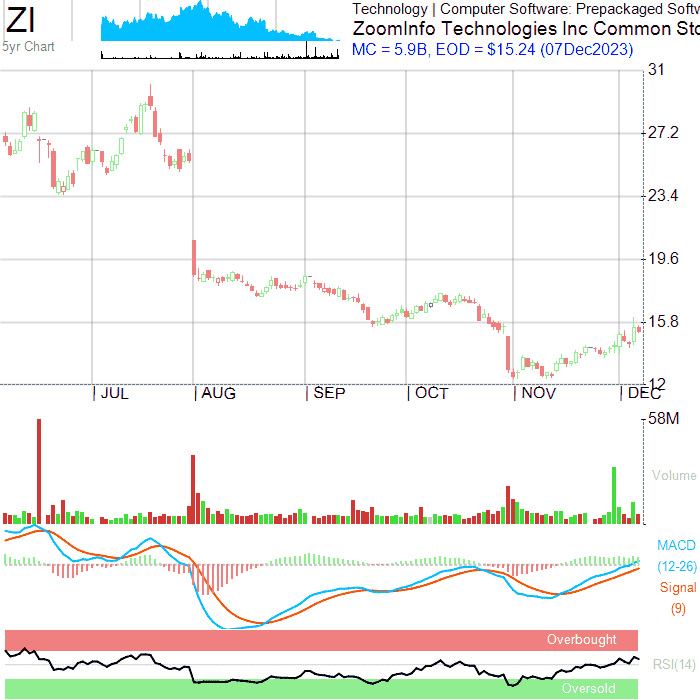 ZI
5yr Chart
Technology | Computer Software: Prepackaged Softw
ZoomInfo Technologies Inc Common Sto
MC = 5.9B, EOD = $15.24 (07Dec2023)
31
27.2
23.4
19.6
15.8
12
| JUL | AUG | SEP | OCT | NOV | DEC
58M
Volume
MACD
(12-26)
Signal
(9)
Overbought
RSI(14)
Oversold